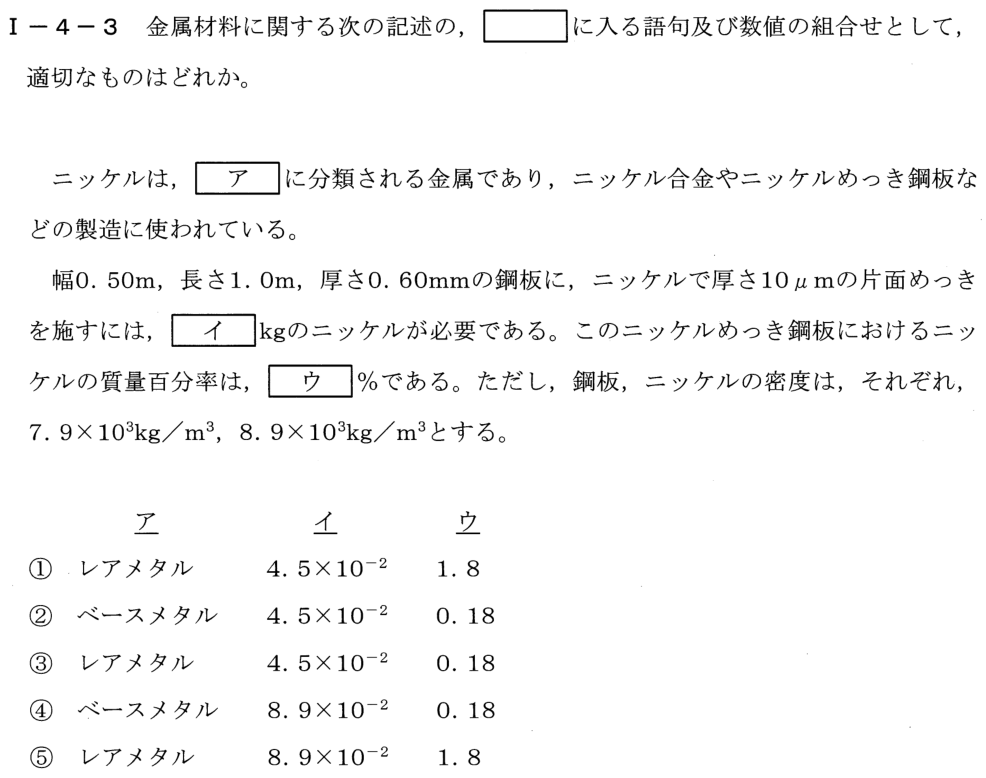 Ⅰ－4－3　金属材料に関する次の記述の，　　　に入る語句及び数値の組合せとして，
適切なものはどれか。
ニッケルは，ア に分類される金属であり，ニッケル合金やニッケルめっき鋼板な
どの製造に使われている。
幅0.50m，長さ1.0m，厚さ0.60mmの鋼板に，ニッケルで厚さ10μmの片面めっき
を施すには，イ kgのニッケルが必要である。このニッケルめっき鋼板におけるニッ
ケルの質量百分率は，ウ ％である。ただし，鋼板，ニッケルの密度は，それぞれ，
7.9×10³kg／m³，8.9×10³kg／m³とする。
ア　イ　ウ
① レアメタル　4.5×10⁻²　1.8
② ベースメタル　4.5×10⁻²　0.18
③ レアメタル　4.5×10⁻²　0.18
④ ベースメタル　8.9×10⁻²　0.18
⑤ レアメタル　8.9×10⁻²　1.8